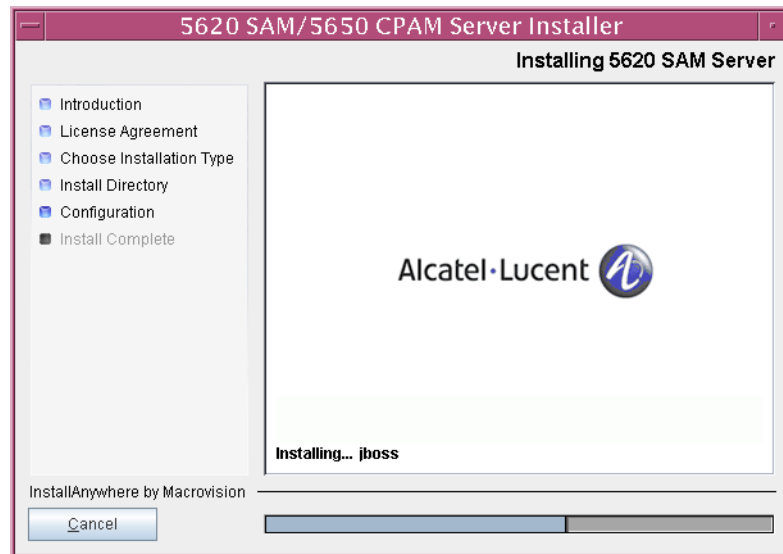 5620 SAM/5650 CPAM Server Installer
Installing 5620 SAM Server
Introduction
License Agreement
Choose Installation Type
Install Directory
Configuration
Install Complete
Alcatel·Lucent
Installing... jboss
InstallAnywhere by Macrovision
Cancel